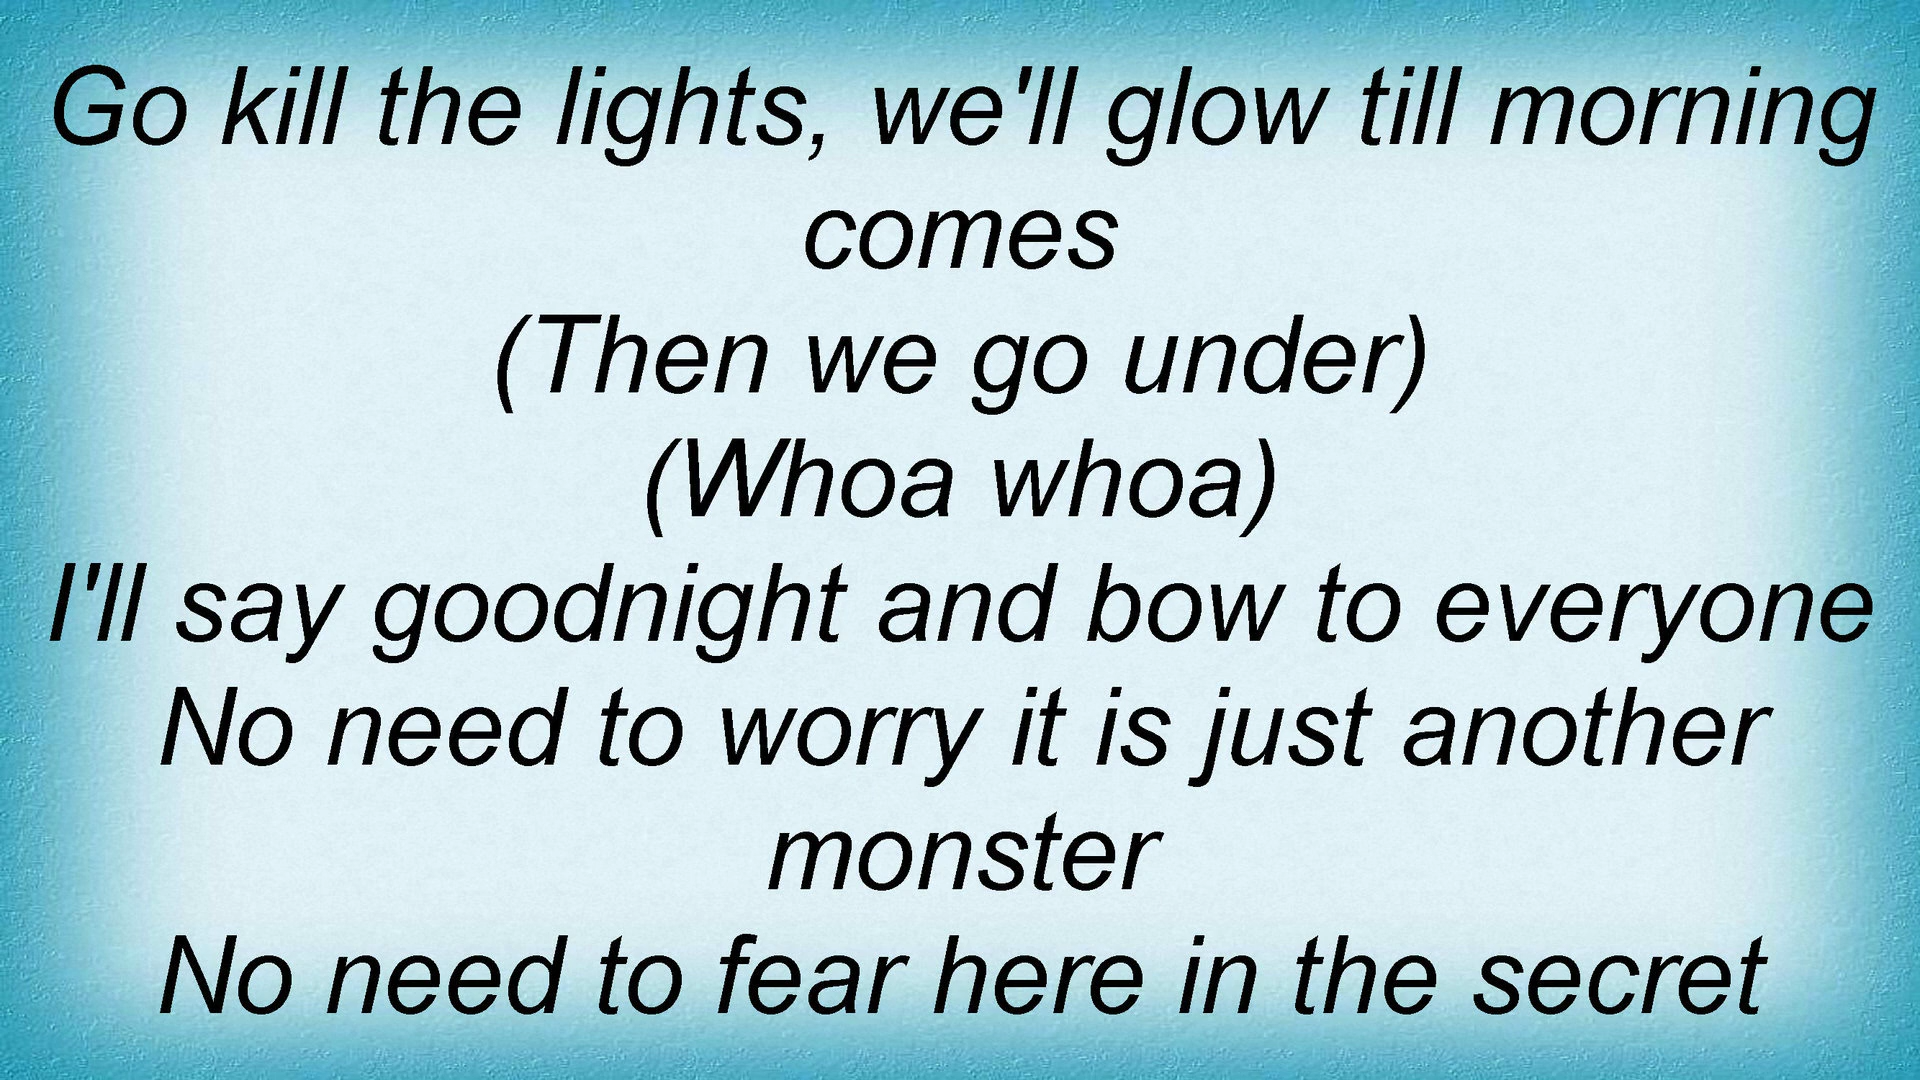 Go kill the lights, we'll glow till morning
comes
(Then we go under)
(Whoa whoa)
I'll say goodnight and bow to everyone
No need to worry it is just another
monster
No need to fear here in the secret